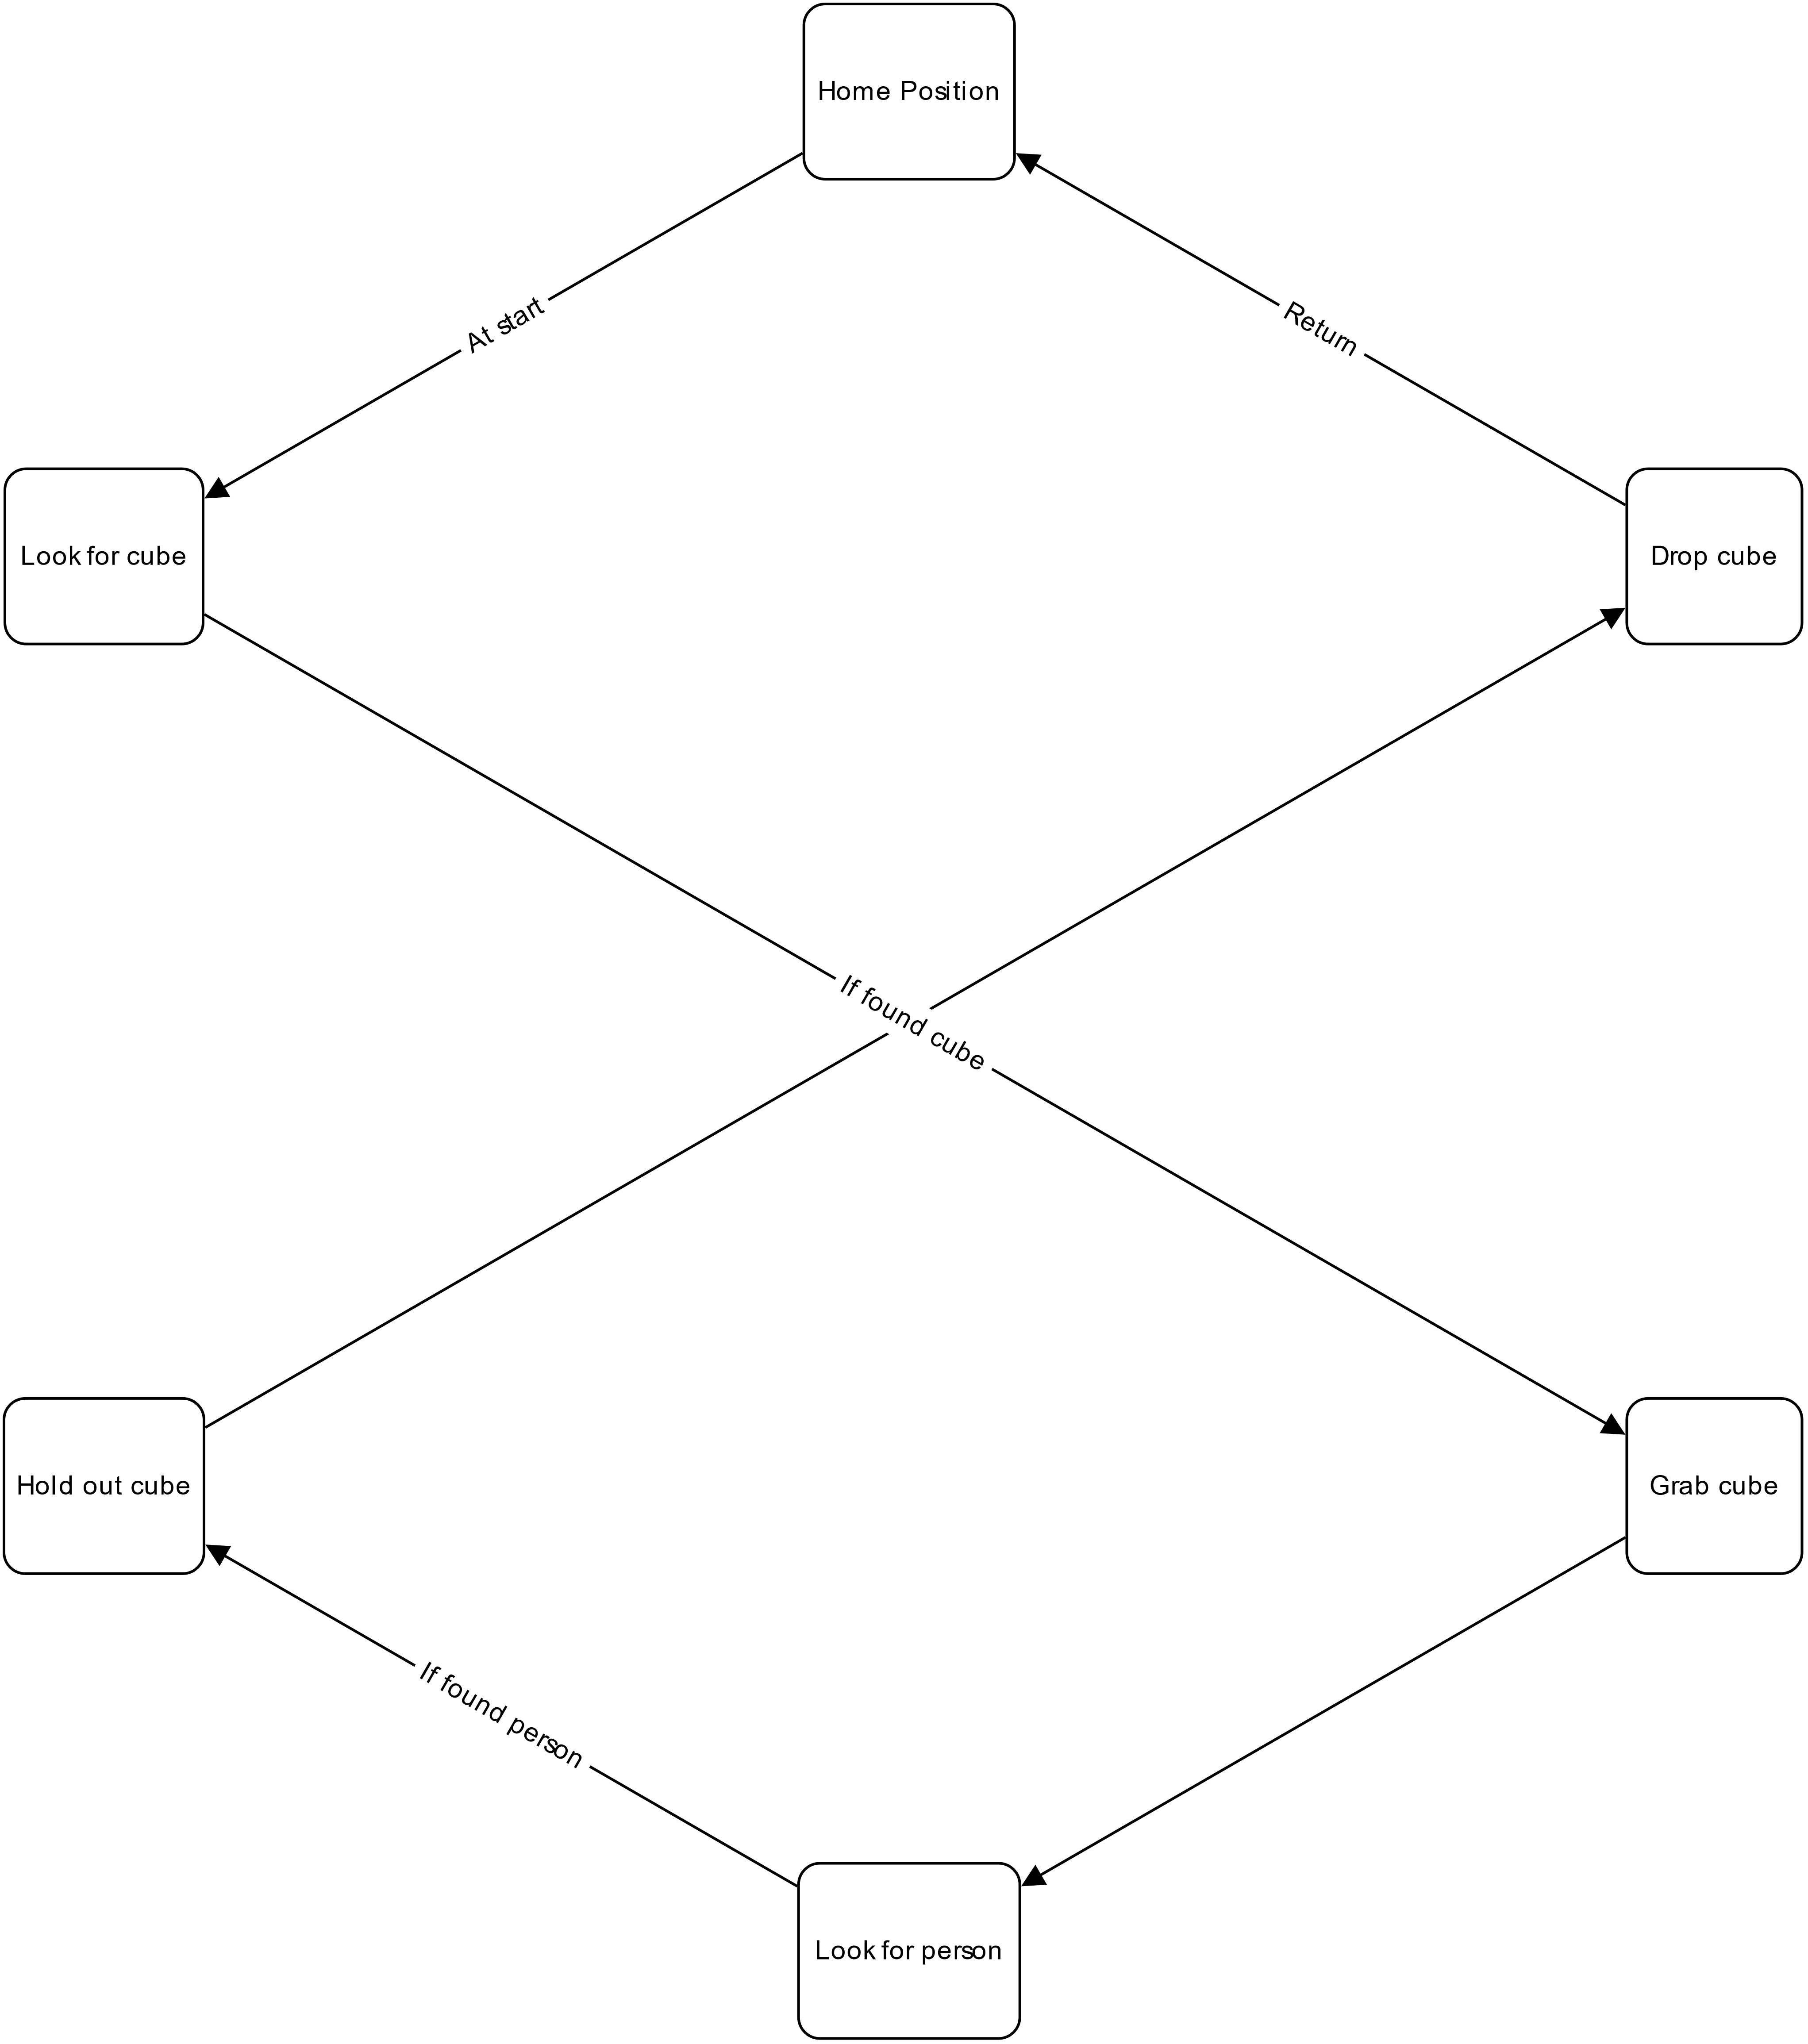 Home Position
At start
Return
Look for cube
Drop cube
If found cube
Hold out cube
Grab cube
If found person
Look for person